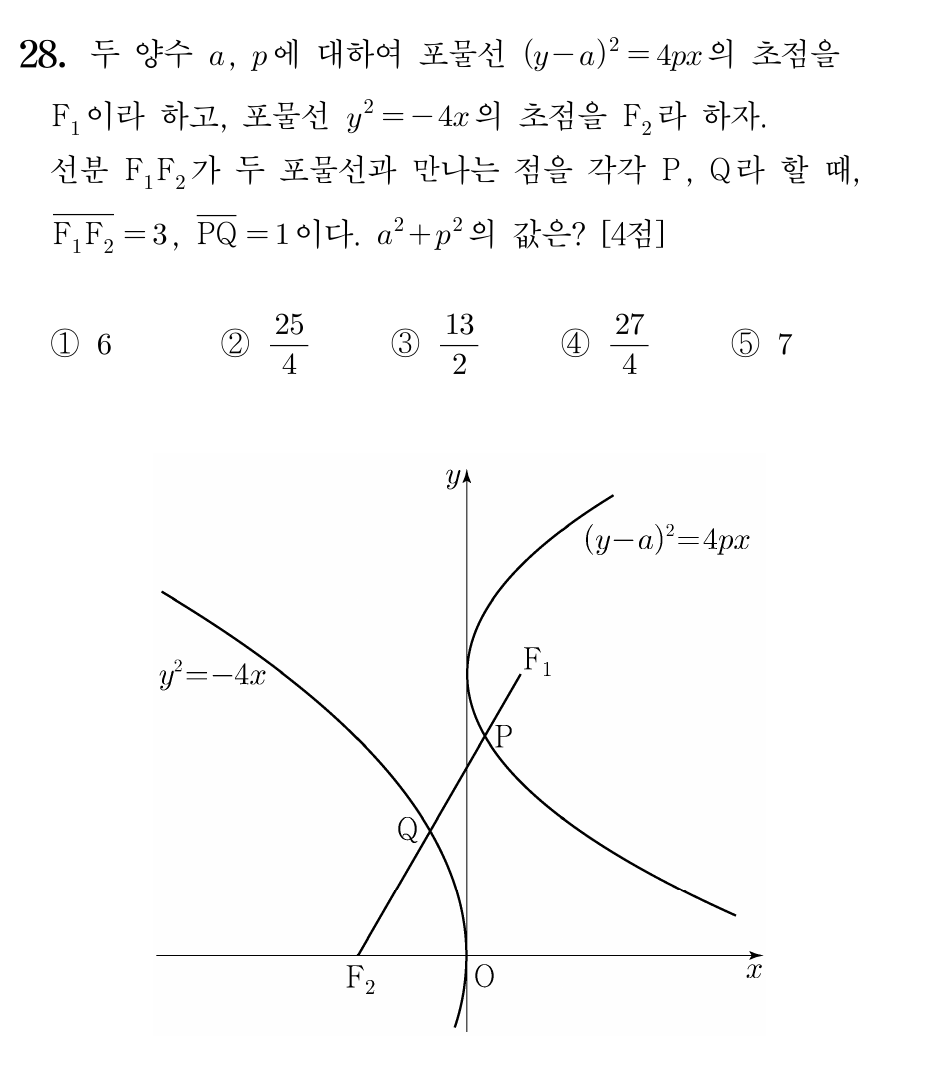 28. 두 양수 a, p에 대하여 포물선 (y−a)²=4px의 초점을
F₁이라 하고, 포물선 y²=−4x의 초점을 F₂라 하자.
선분 F₁F₂가 두 포물선과 만나는 점을 각각 P, Q라 할 때,
F̅₁F̅₂=3, P̅Q̅=1이다. a²+p²의 값은? [4점]
① 6 ② 25/4 ③ 13/2 ④ 27/4 ⑤ 7
y
(y−a)²=4px
F₁
y²=−4x
P
Q
F₂
O
x